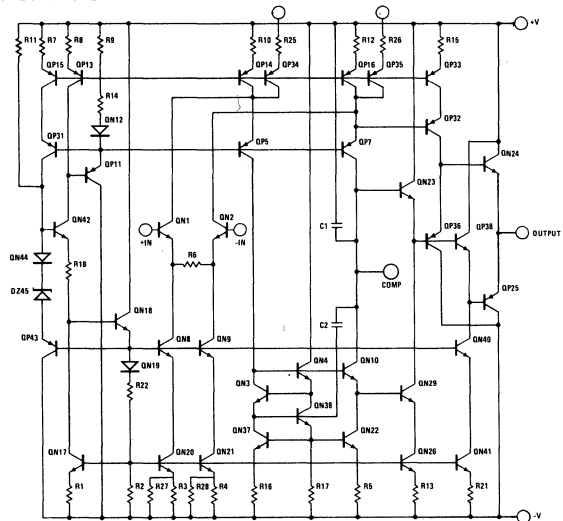 R11 R7 R8 R9 R10 R25 R12 R26 R15 +V
QP15 QP13 QP14 QP34 QP16 QP35 QP33
R14
QN12 QP32
QP31 QP5 QP7 QN24
QP11 QN23
QN42 QN1 QN2 C1 QP36 QP38
+IN -IN OUTPUT
QN44 R18 R6
COMP
DZ45 QP25
QN18 C2
QP43 QN8 QN9 QN4 QN10 QN40
QN19
R22 QN3 QN29
QN38
QN37 QN22
QN17 QN20 QN21 QN26 QN41
R1 R2 R27 R3 R28 R4 R16 R17 R5 R13 R21
-V